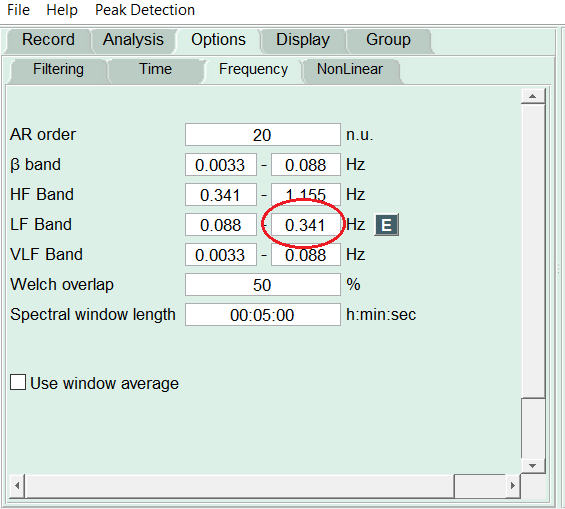 File Help Peak Detection
Record Analysis Options Display Group
Filtering Time Frequency NonLinear
AR order 20 n.u.
β band 0.0033 - 0.088 Hz
HF Band 0.341 - 1.155 Hz
LF Band 0.088 - 0.341 Hz E
VLF Band 0.0033 - 0.088 Hz
Welch overlap 50 %
Spectral window length 00:05:00 h:min:sec
Use window average